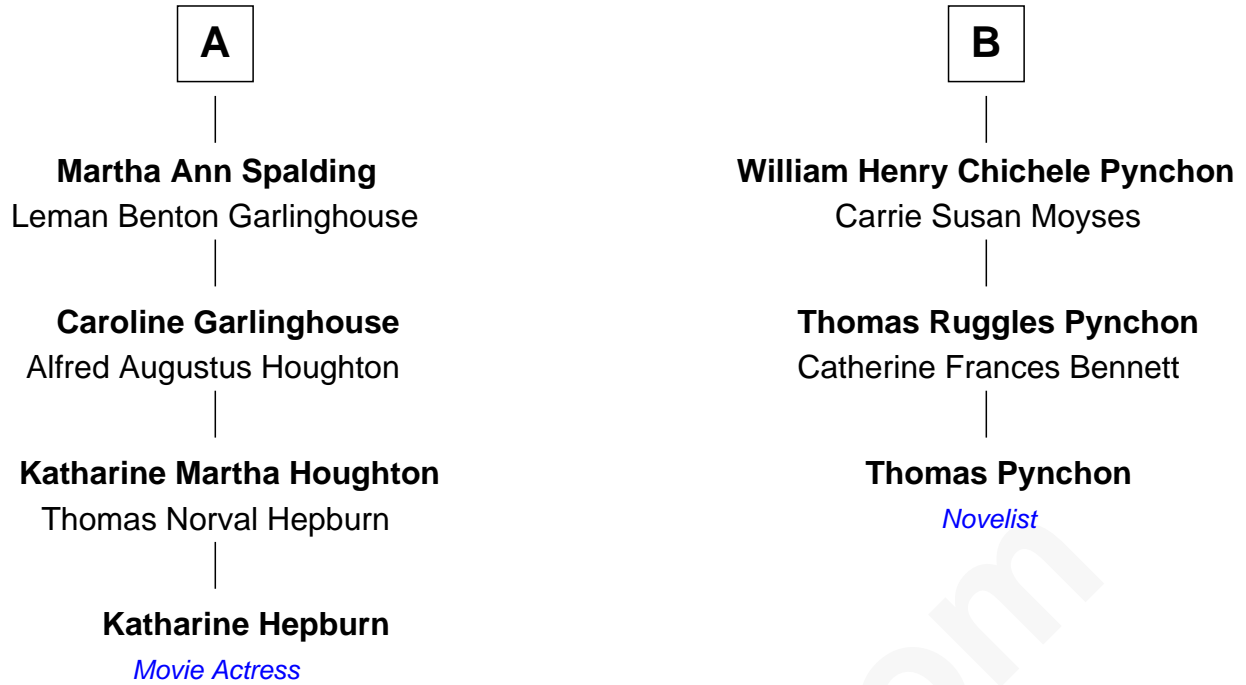 A
Martha Ann Spalding
Leman Benton Garlinghouse
Caroline Garlinghouse
Alfred Augustus Houghton
Katharine Martha Houghton
Thomas Norval Hepburn
Katharine Hepburn
Movie Actress
B
William Henry Chichele Pynchon
Carrie Susan Moyses
Thomas Ruggles Pynchon
Catherine Frances Bennett
Thomas Pynchon
Novelist
om